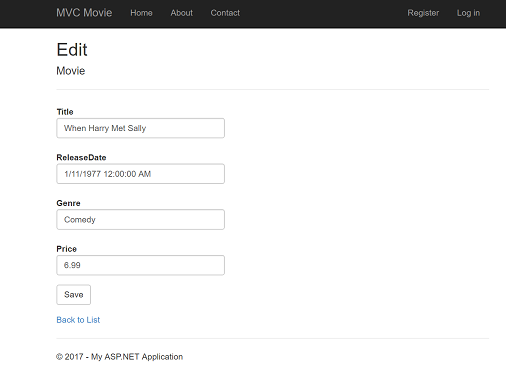 MVC Movie Home About Contact Register Log in
Edit
Movie
Title
When Harry Met Sally
ReleaseDate
1/11/1977 12:00:00 AM
Genre
Comedy
Price
6.99
Save
Back to List
© 2017 - My ASP.NET Application